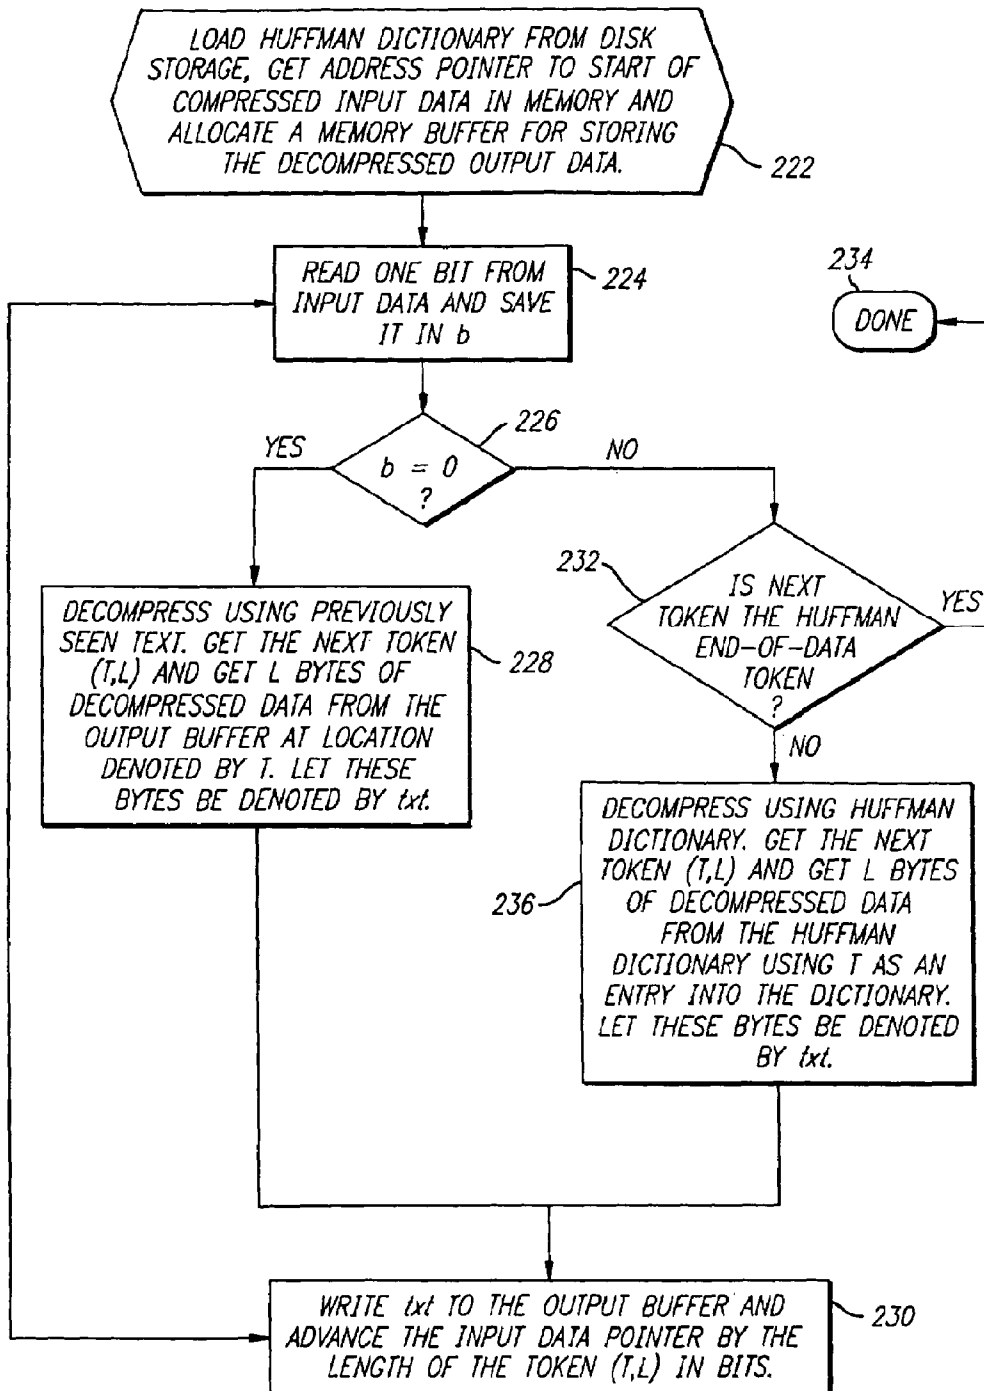 LOAD HUFFMAN DICTIONARY FROM DISK
STORAGE, GET ADDRESS POINTER TO START OF
COMPRESSED INPUT DATA IN MEMORY AND
ALLOCATE A MEMORY BUFFER FOR STORING
THE DECOMPRESSED OUTPUT DATA.
222
READ ONE BIT FROM
INPUT DATA AND SAVE
IT IN b
224
234
DONE
226
YES
b = 0
?
NO
232
IS NEXT
TOKEN THE HUFFMAN
END-OF-DATA
TOKEN
?
YES
NO
DECOMPRESS USING PREVIOUSLY
SEEN TEXT. GET THE NEXT TOKEN
(T,L) AND GET L BYTES OF
DECOMPRESSED DATA FROM THE
OUTPUT BUFFER AT LOCATION
DENOTED BY T. LET THESE
BYTES BE DENOTED BY txt.
228
DECOMPRESS USING HUFFMAN
DICTIONARY. GET THE NEXT
TOKEN (T,L) AND GET L BYTES
OF DECOMPRESSED DATA
FROM THE HUFFMAN
DICTIONARY USING T AS AN
ENTRY INTO THE DICTIONARY.
LET THESE BYTES BE DENOTED
BY txt.
236
WRITE txt TO THE OUTPUT BUFFER AND
ADVANCE THE INPUT DATA POINTER BY THE
LENGTH OF THE TOKEN (T,L) IN BITS.
230